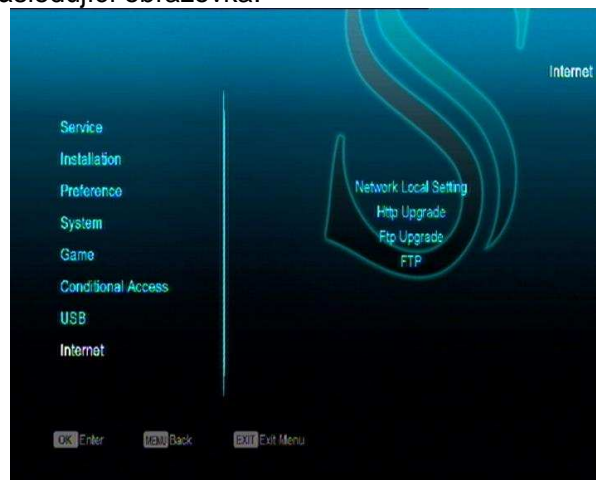 Internet
Service
Installation
Preference
System
Game
Conditional Access
USB
Internet
Network Local Setting
Http Upgrade
Ftp Upgrade
FTP
OK Enter MENU Back EXIT Exit Menu